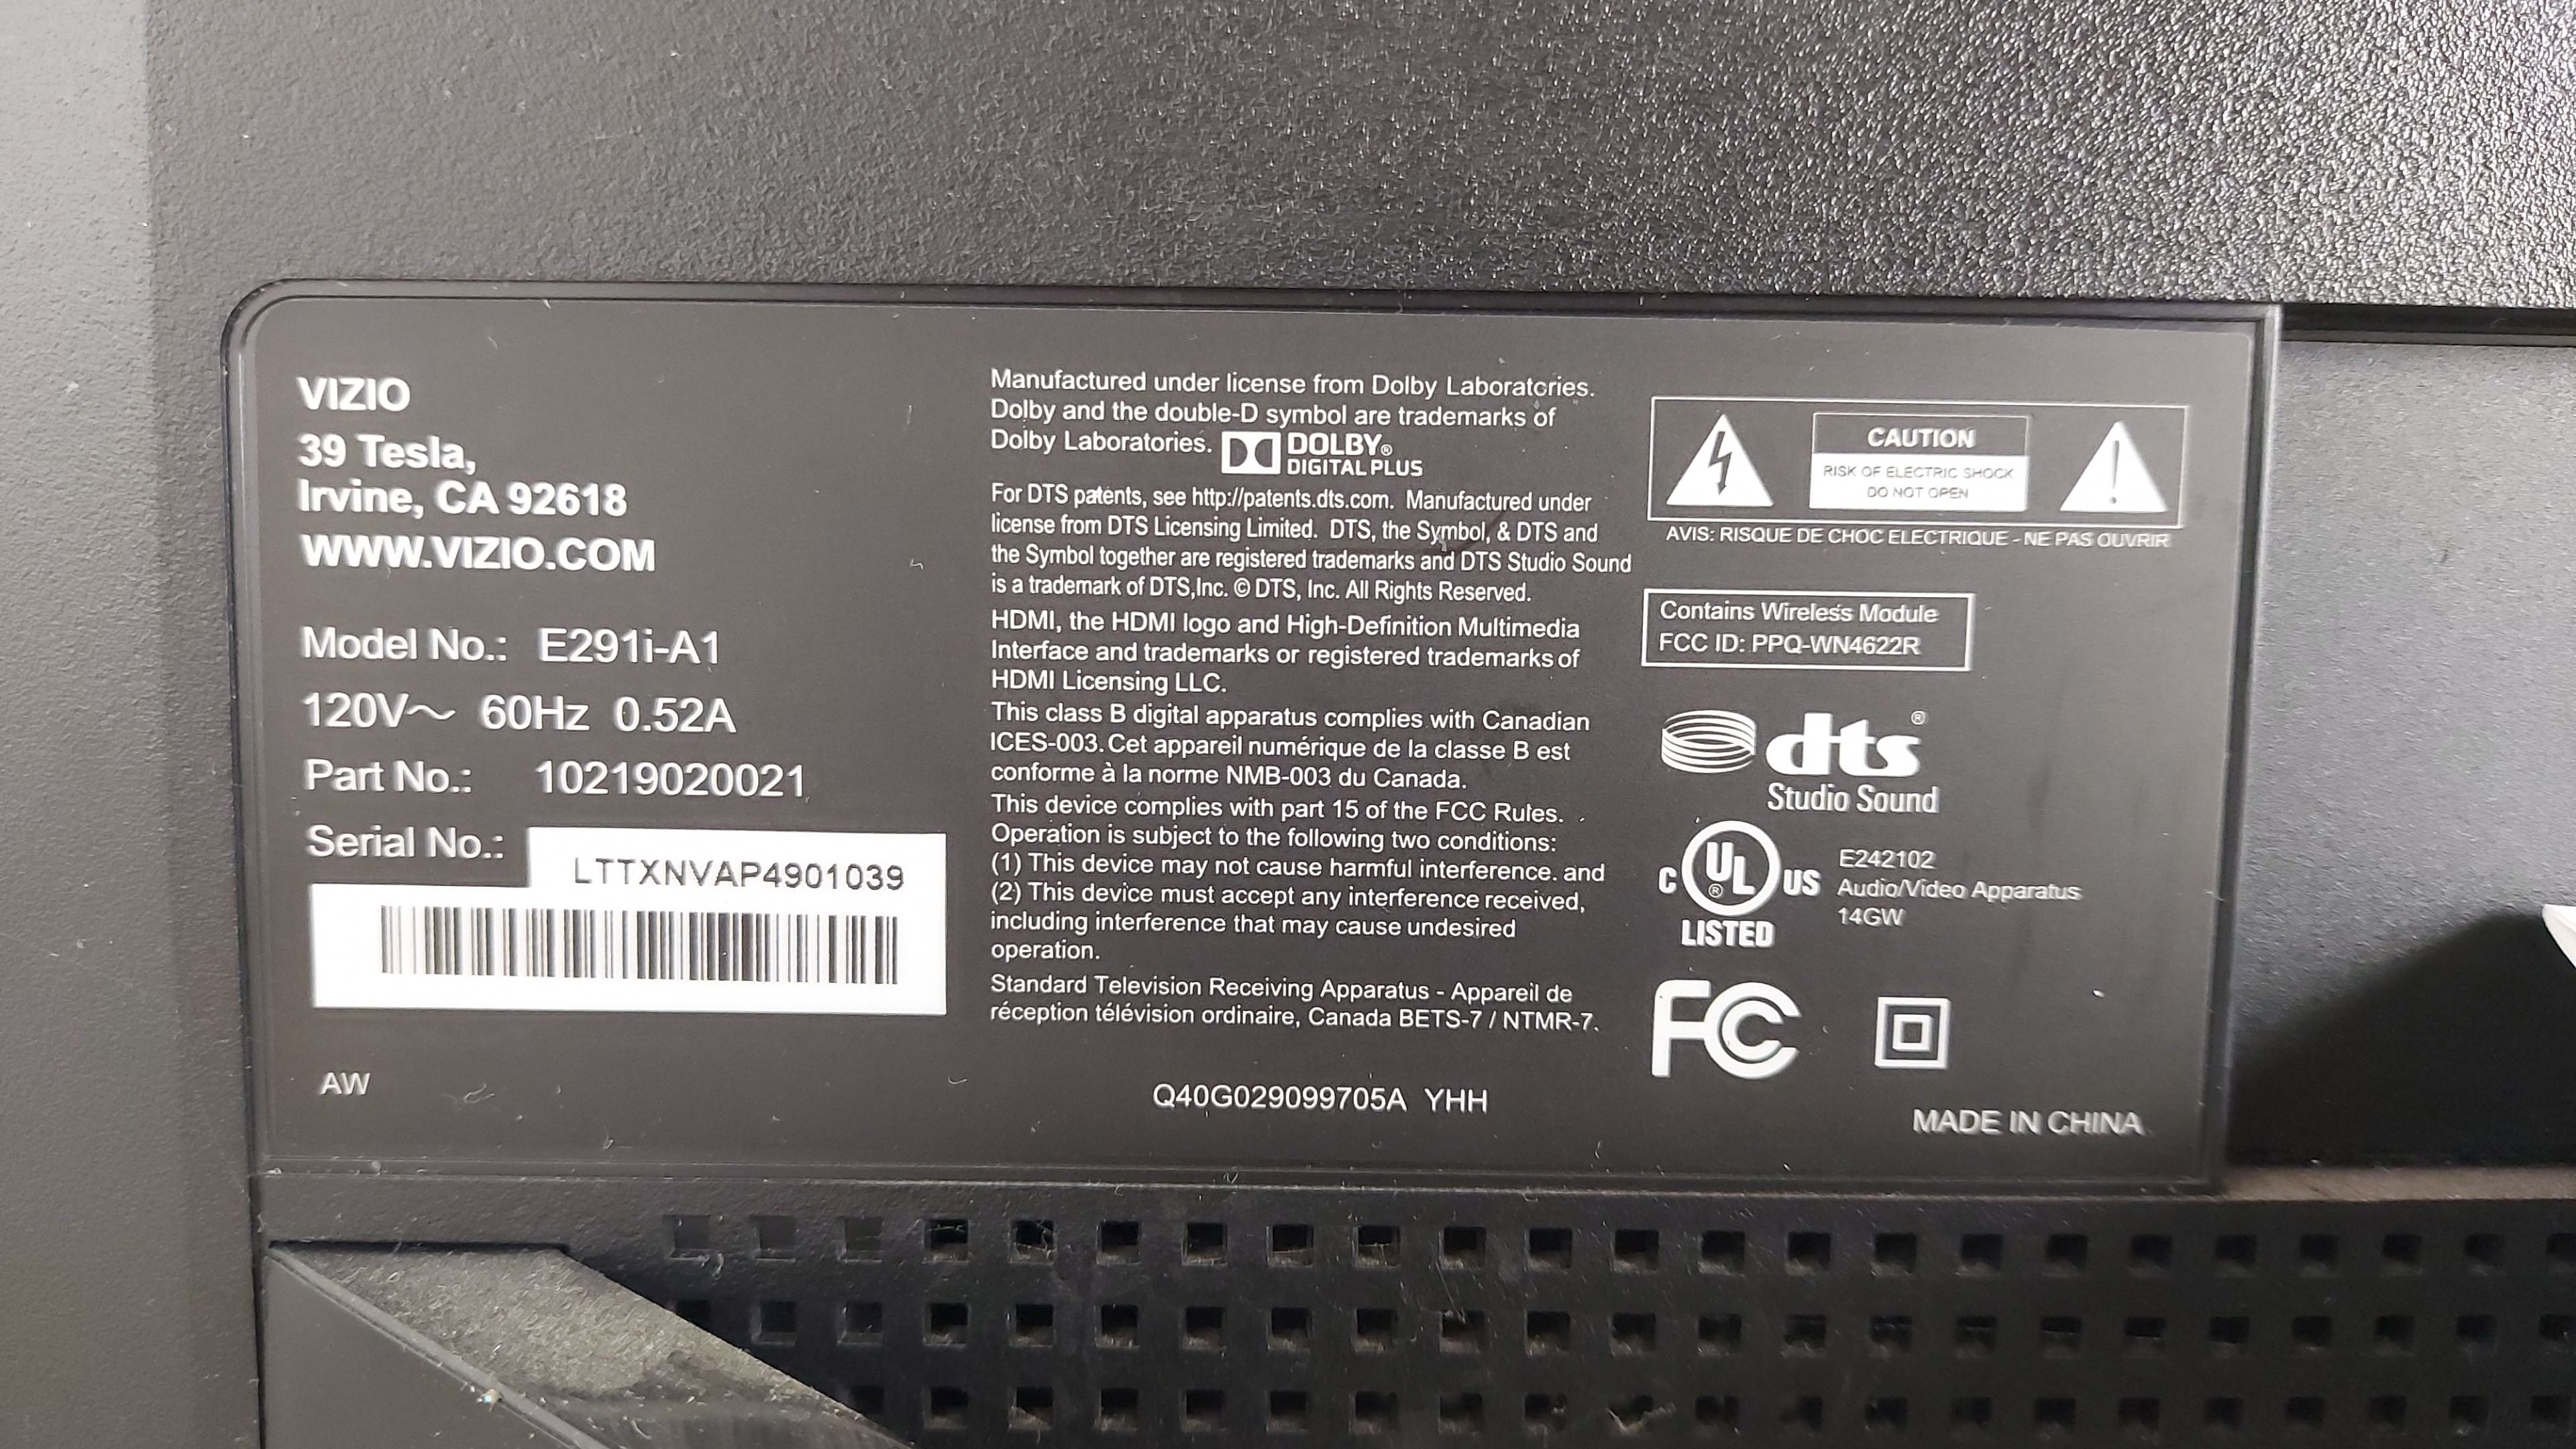 VIZIO
39 Tesla,
Irvine, CA 92618
WWW.VIZIO.COM
Model No.: E291i-A1
120V～ 60Hz 0.52A
Part No.: 10219020021
Serial No.:
LTTXNVAP4901039
AW
Manufactured under license from Dolby Laboratories.
Dolby and the double-D symbol are trademarks of
Dolby Laboratories.
DOLBY®
DIGITAL PLUS
For DTS patents, see http://patents.dts.com. Manufactured under
license from DTS Licensing Limited. DTS, the Symbol, & DTS and
the Symbol together are registered trademarks and DTS Studio Sound
is a trademark of DTS,Inc. © DTS, Inc. All Rights Reserved.
HDMI, the HDMI logo and High-Definition Multimedia
Interface and trademarks or registered trademarks of
HDMI Licensing LLC.
This class B digital apparatus complies with Canadian
ICES-003. Cet appareil numérique de la classe B est
conforme à la norme NMB-003 du Canada.
This device complies with part 15 of the FCC Rules.
Operation is subject to the following two conditions:
(1) This device may not cause harmful interference. and
(2) This device must accept any interference received,
including interference that may cause undesired
operation.
Standard Television Receiving Apparatus - Appareil de
réception télévision ordinaire, Canada BETS-7 / NTMR-7.
Q40G029099705A YHH
CAUTION
RISK OF ELECTRIC SHOCK
DO NOT OPEN
AVIS: RISQUE DE CHOC ELECTRIQUE - NE PAS OUVRIR
Contains Wireless Module
FCC ID: PPQ-WN4622R
dts®
Studio Sound
C UL® US
LISTED
E242102
Audio/Video Apparatus
14GW
FC
MADE IN CHINA